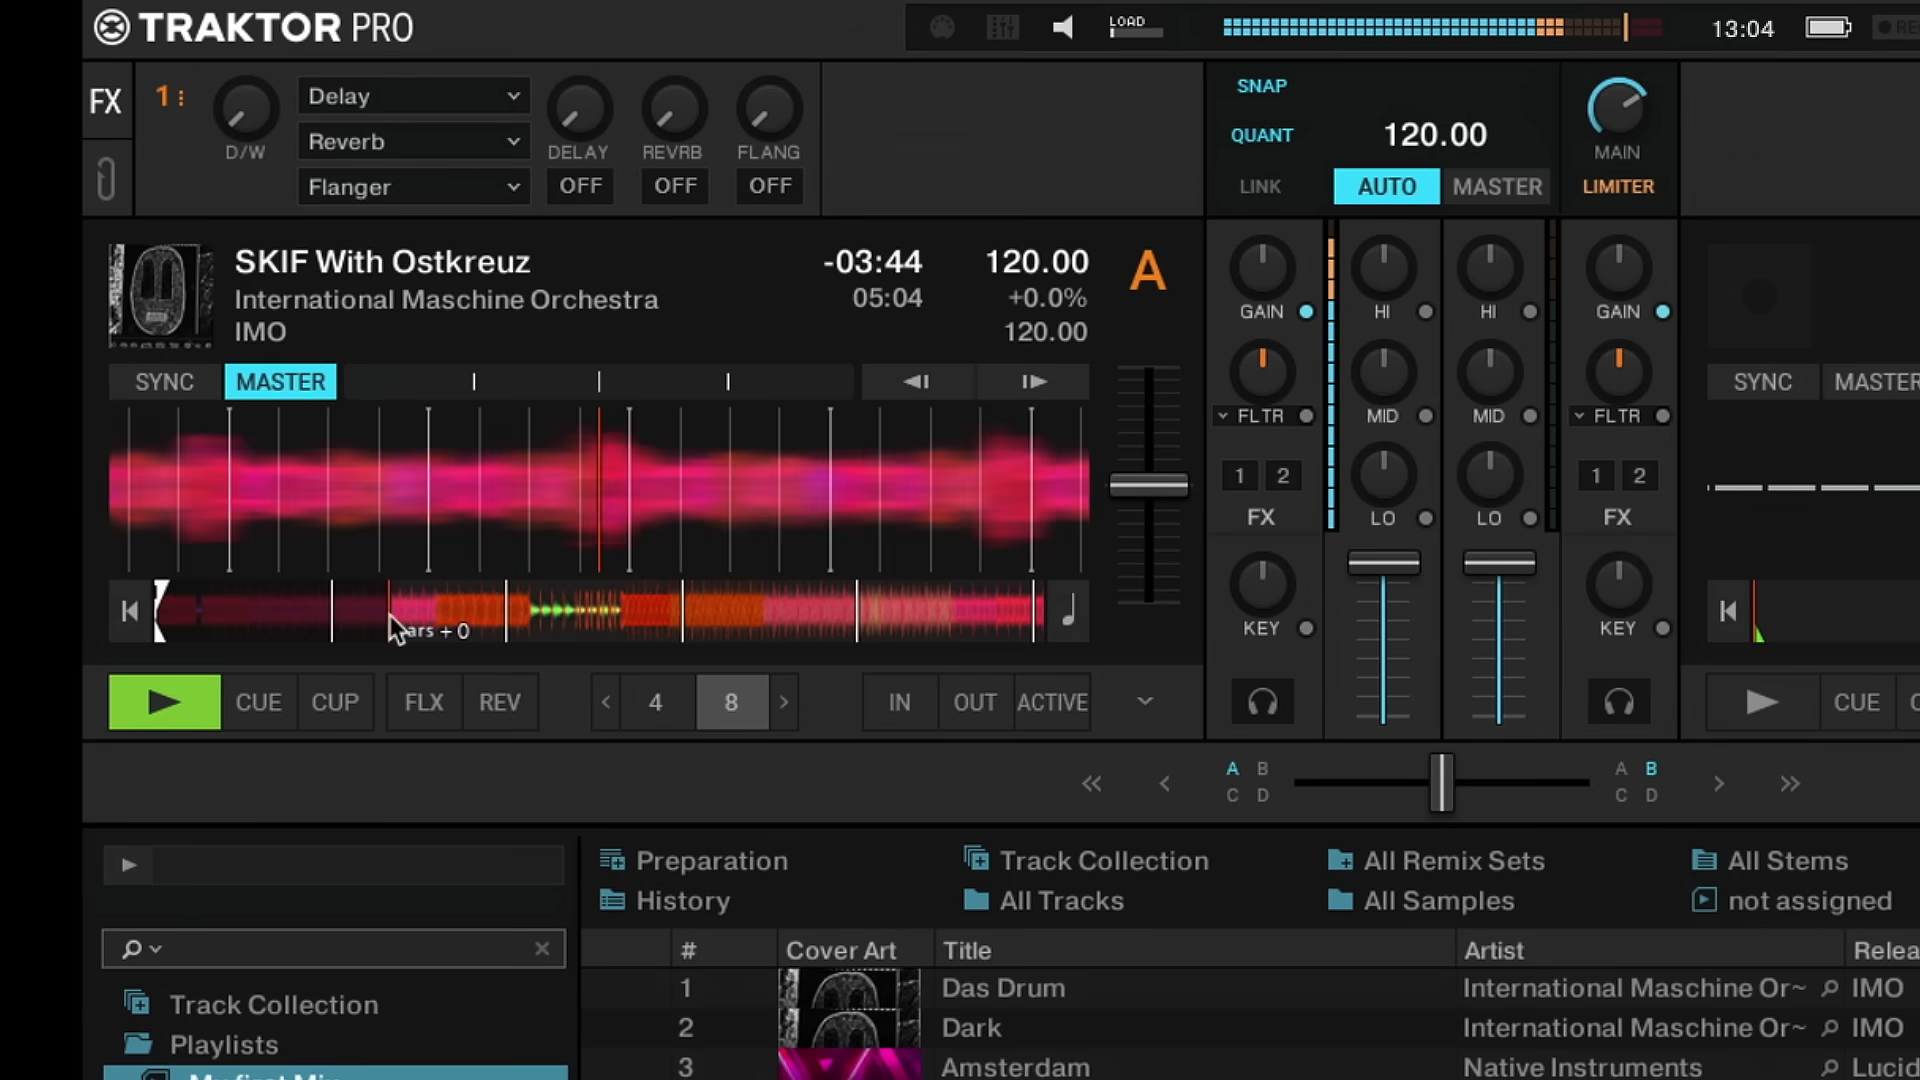 TRAKTOR PRO
LOAD
13:04
FX
1
D/W
Delay
Reverb
Flanger
DELAY
REVRB
FLANG
OFF
OFF
OFF
SNAP
QUANT
LINK
120.00
AUTO
MASTER
MAIN
LIMITER
SKIF With Ostkreuz
International Maschine Orchestra
IMO
-03:44
05:04
120.00
+0.0%
120.00
A
SYNC
MASTER
GAIN
HI
HI
GAIN
FLTR
MID
MID
FLTR
1 2
FX
LO
LO
1 2
FX
KEY
KEY
SYNC
MASTER
+ 0
CUE
CUP
FLX
REV
4
8
IN
OUT
ACTIVE
CUE
A B
C D
A B
C D
Preparation
Track Collection
All Remix Sets
All Stems
History
All Tracks
All Samples
not assigned
# Cover Art Title Artist
1 Das Drum International Maschine Or~ IMO
2 Dark International Maschine Or~ IMO
3 Amsterdam Native Instruments Lucid
Track Collection
Playlists